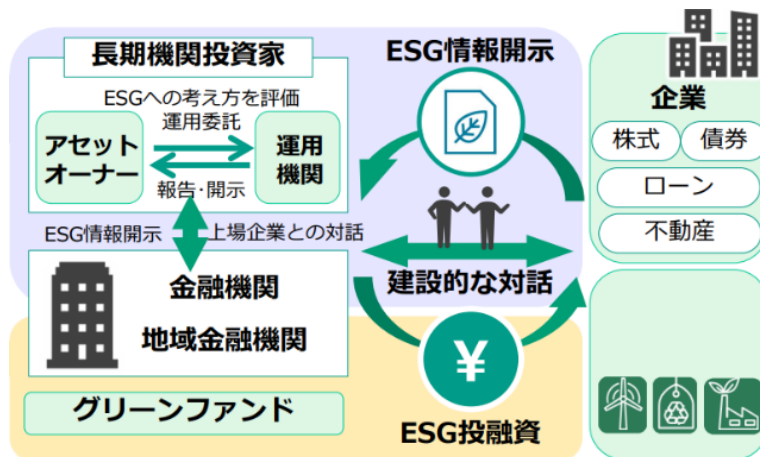 長期機関投資家
ESGへの考え方を評価
運用委託
アセット
オーナー
運用
機関
報告・開示
ESG情報開示
上場企業との対話
金融機関
地域金融機関
グリーンファンド
ESG情報開示
建設的な対話
¥
ESG投融資
企業
株式
債券
ローン
不動産